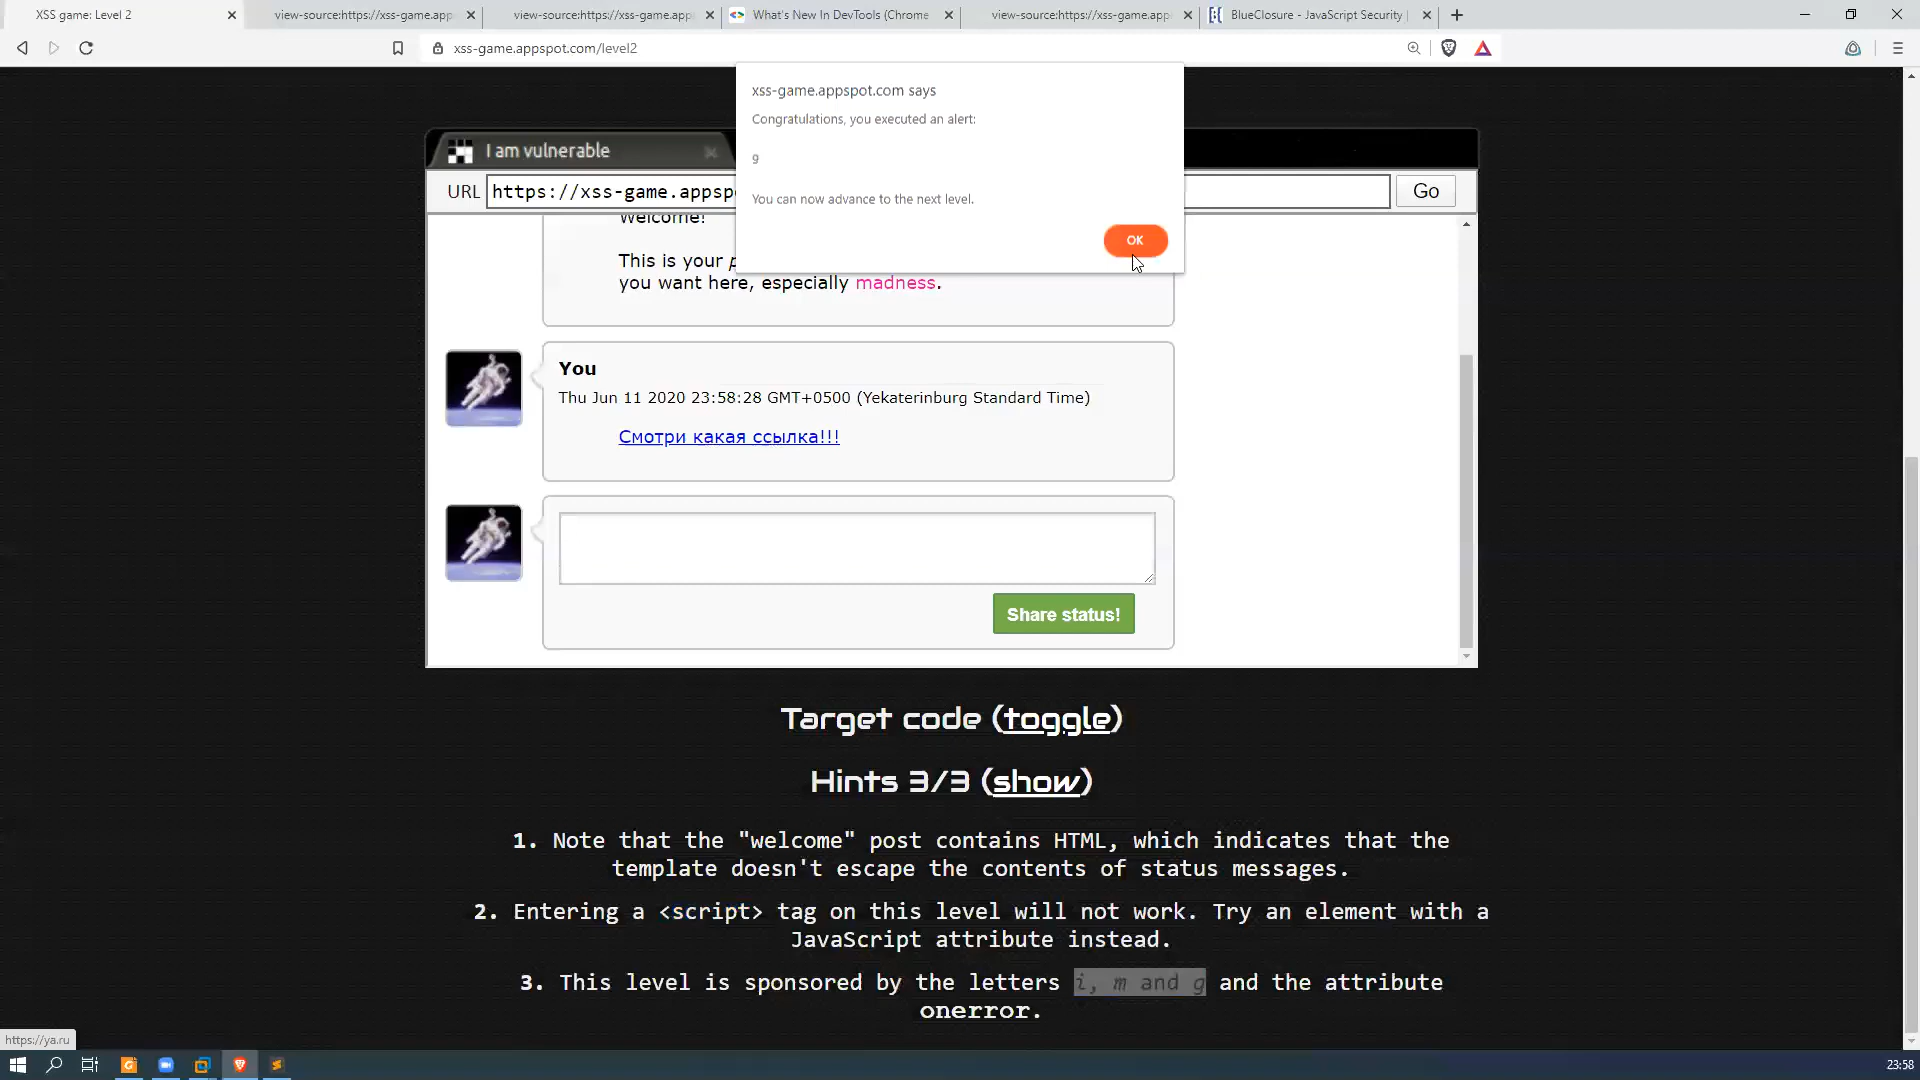 XSS game: Level 2
view-source:https://xss-game.app
view-source:https://xss-game.app
What's New In DevTools (Chrome
view-source:https://xss-game.app
BlueClosure - JavaScript Security
xss-game.appspot.com/level2
xss-game.appspot.com says
Congratulations, you executed an alert:
9
You can now advance to the next level.
OK
I am vulnerable
URL
https://xss-game.appsp
Go
Welcome!
This is your
you want here, especially madness.
You
Thu Jun 11 2020 23:58:28 GMT+0500 (Yekaterinburg Standard Time)
Смотри какая ссылка!!!
Share status!
Target code (toggle)
Hints 3/3 (show)
1. Note that the "welcome" post contains HTML, which indicates that the
template doesn't escape the contents of status messages.
2. Entering a <script> tag on this level will not work. Try an element with a
JavaScript attribute instead.
3. This level is sponsored by the letters i, m and g and the attribute
onerror.
https://ya.ru
23:58